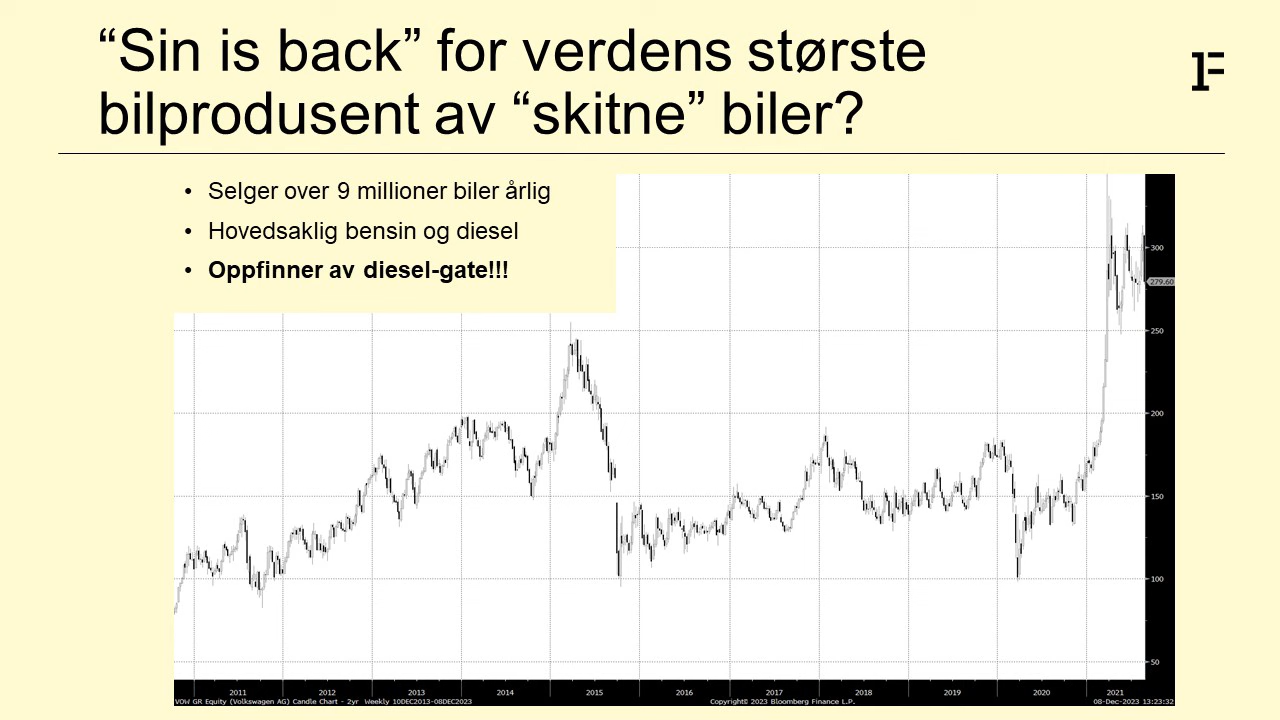 “Sin is back” for verdens største
bilprodusent av “skitne” biler?
1F
• Selger over 9 millioner biler årlig
• Hovedsaklig bensin og diesel
• Oppfinner av diesel-gate!!!
300
279.60
250
200
150
100
50
2011 2012 2013 2014 2015 2016 2017 2018 2019 2020 2021
VOW GR Equity (Volkswagen AG) Candle Chart - 2yr Weekly 10DEC2013-08DEC2023 Copyright© 2023 Bloomberg Finance L.P. 08-Dec-2023 13:23:32